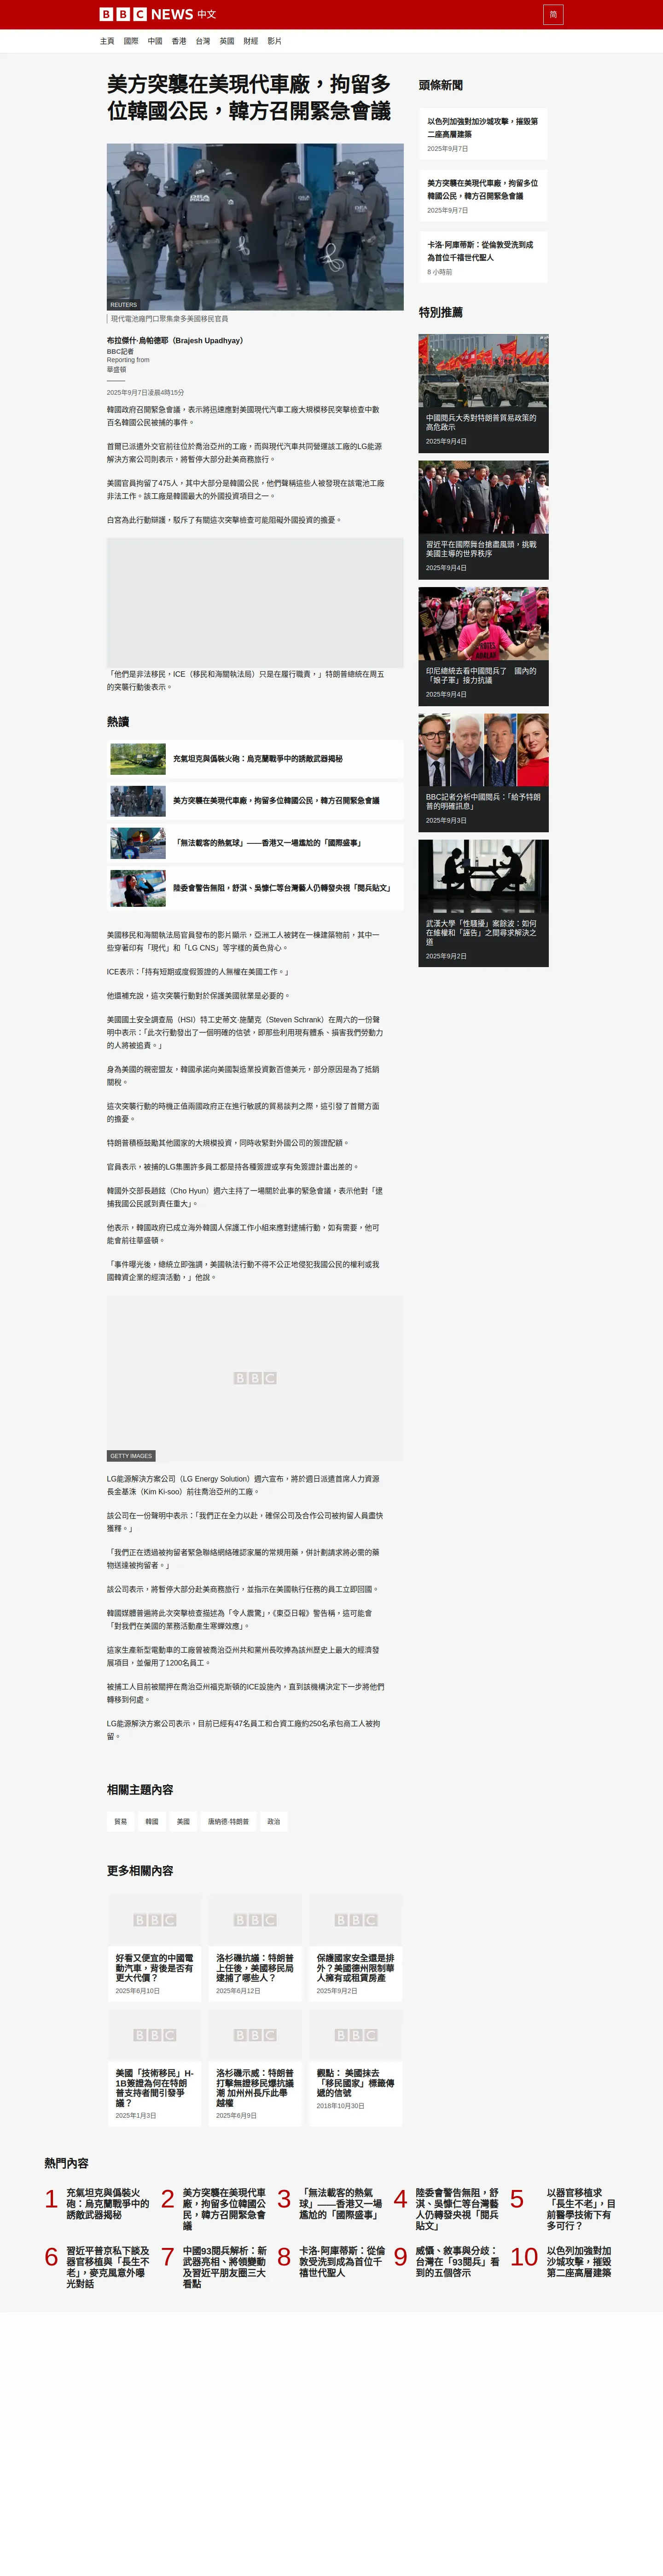 BBC NEWS 中文
简
主頁 國際 中國 香港 台灣 英國 財經 影片
美方突襲在美現代車廠，拘留多
位韓國公民，韓方召開緊急會議
REUTERS
現代電池廠門口聚集衆多美國移民官員
布拉傑什·烏帕德耶（Brajesh Upadhyay）
BBC記者
Reporting from
華盛頓
2025年9月7日凌晨4時15分
韓國政府召開緊急會議，表示將迅速應對美國現代汽車工廠大規模移民突擊檢查中數
百名韓國公民被捕的事件。
首爾已派遣外交官前往位於喬治亞州的工廠，而與現代汽車共同營運該工廠的LG能源
解決方案公司則表示，將暫停大部分赴美商務旅行。
美國官員拘留了475人，其中大部分是韓國公民，他們聲稱這些人被發現在該電池工廠
非法工作。該工廠是韓國最大的外國投資項目之一。
白宮為此行動辯護，駁斥了有關這次突擊檢查可能阻礙外國投資的擔憂。
「他們是非法移民，ICE（移民和海關執法局）只是在履行職責，」特朗普總統在周五
的突襲行動後表示。
熱讀
充氣坦克與僞裝火砲：烏克蘭戰爭中的誘敵武器揭秘
美方突襲在美現代車廠，拘留多位韓國公民，韓方召開緊急會議
「無法載客的熱氣球」——香港又一場尷尬的「國際盛事」
陸委會警告無阻，舒淇、吳慷仁等台灣藝人仍轉發央視「閱兵貼文」
美國移民和海關執法局官員發布的影片顯示，亞洲工人被銬在一棟建築物前，其中一
些穿著印有「現代」和「LG CNS」等字樣的黃色背心。
ICE表示：「持有短期或度假簽證的人無權在美國工作。」
他還補充說，這次突襲行動對於保護美國就業是必要的。
美國國土安全調查局（HSI）特工史蒂文·施蘭克（Steven Schrank）在周六的一份聲
明中表示：「此次行動發出了一個明確的信號，即那些利用現有體系、損害我們勞動力
的人將被追責。」
身為美國的親密盟友，韓國承諾向美國製造業投資數百億美元，部分原因是為了抵銷
關稅。
這次突襲行動的時機正值兩國政府正在進行敏感的貿易談判之際，這引發了首爾方面
的擔憂。
特朗普積極鼓勵其他國家的大規模投資，同時收緊對外國公司的簽證配額。
官員表示，被捕的LG集團許多員工都是持各種簽證或享有免簽證計畫出差的。
韓國外交部長趙鉉（Cho Hyun）週六主持了一場關於此事的緊急會議，表示他對「逮
捕我國公民感到責任重大」。
他表示，韓國政府已成立海外韓國人保護工作小組來應對逮捕行動，如有需要，他可
能會前往華盛頓。
「事件曝光後，總統立即強調，美國執法行動不得不公正地侵犯我國公民的權利或我
國韓資企業的經濟活動，」他說。
BBC
GETTY IMAGES
LG能源解決方案公司（LG Energy Solution）週六宣布，將於週日派遣首席人力資源
長金基洙（Kim Ki-soo）前往喬治亞州的工廠。
該公司在一份聲明中表示：「我們正在全力以赴，確保公司及合作公司被拘留人員盡快
獲釋。」
「我們正在透過被拘留者緊急聯絡網絡確認家屬的常規用藥，併計劃請求將必需的藥
物送達被拘留者。」
該公司表示，將暫停大部分赴美商務旅行，並指示在美國執行任務的員工立即回國。
韓國媒體普遍將此次突擊檢查描述為「令人震驚」，《東亞日報》警告稱，這可能會
「對我們在美國的業務活動產生寒蟬效應」。
這家生產新型電動車的工廠曾被喬治亞州共和黨州長吹捧為該州歷史上最大的經濟發
展項目，並僱用了1200名員工。
被捕工人目前被關押在喬治亞州福克斯頓的ICE設施內，直到該機構決定下一步將他們
轉移到何處。
LG能源解決方案公司表示，目前已經有47名員工和合資工廠約250名承包商工人被拘
留。
相關主題內容
貿易 韓國 美國 唐納德·特朗普 政治
更多相關內容
BBC
好看又便宜的中國電
動汽車，背後是否有
更大代價？
2025年6月10日
BBC
洛杉磯抗議：特朗普
上任後，美國移民局
逮捕了哪些人？
2025年6月12日
BBC
保護國家安全還是排
外？美國德州限制華
人擁有或租賃房產
2025年9月2日
BBC
美國「技術移民」H-
1B簽證為何在特朗
普支持者間引發爭
議？
2025年1月3日
BBC
洛杉磯示威：特朗普
打擊無證移民爆抗議
潮 加州州長斥此舉
越權
2025年6月9日
BBC
觀點： 美國抹去
「移民國家」標籤傳
遞的信號
2018年10月30日
頭條新聞
以色列加強對加沙城攻擊，摧毀第
二座高層建築
2025年9月7日
美方突襲在美現代車廠，拘留多位
韓國公民，韓方召開緊急會議
2025年9月7日
卡洛·阿庫蒂斯：從倫敦受洗到成
為首位千禧世代聖人
8 小時前
特別推薦
中國閱兵大秀對特朗普貿易政策的
高危啟示
2025年9月4日
習近平在國際舞台搶盡風頭，挑戰
美國主導的世界秩序
2025年9月4日
印尼總統去看中國閱兵了　國內的
「娘子軍」接力抗議
2025年9月4日
BBC記者分析中國閱兵：「給予特朗
普的明確訊息」
2025年9月3日
武漢大學「性騷擾」案餘波：如何
在維權和「誣告」之間尋求解決之
道
2025年9月2日
熱門內容
1
充氣坦克與僞裝火
砲：烏克蘭戰爭中的
誘敵武器揭秘
2
美方突襲在美現代車
廠，拘留多位韓國公
民，韓方召開緊急會
議
3
「無法載客的熱氣
球」——香港又一場
尷尬的「國際盛事」
4
陸委會警告無阻，舒
淇、吳慷仁等台灣藝
人仍轉發央視「閱兵
貼文」
5
以器官移植求
「長生不老」，目
前醫學技術下有
多可行？
6
習近平普京私下談及
器官移植與「長生不
老」，麥克風意外曝
光對話
7
中國93閱兵解析：新
武器亮相、將領變動
及習近平朋友圈三大
看點
8
卡洛·阿庫蒂斯：從倫
敦受洗到成為首位千
禧世代聖人
9
威懾、敘事與分歧：
台灣在「93閱兵」看
到的五個啓示
10
以色列加強對加
沙城攻擊，摧毀
第二座高層建築